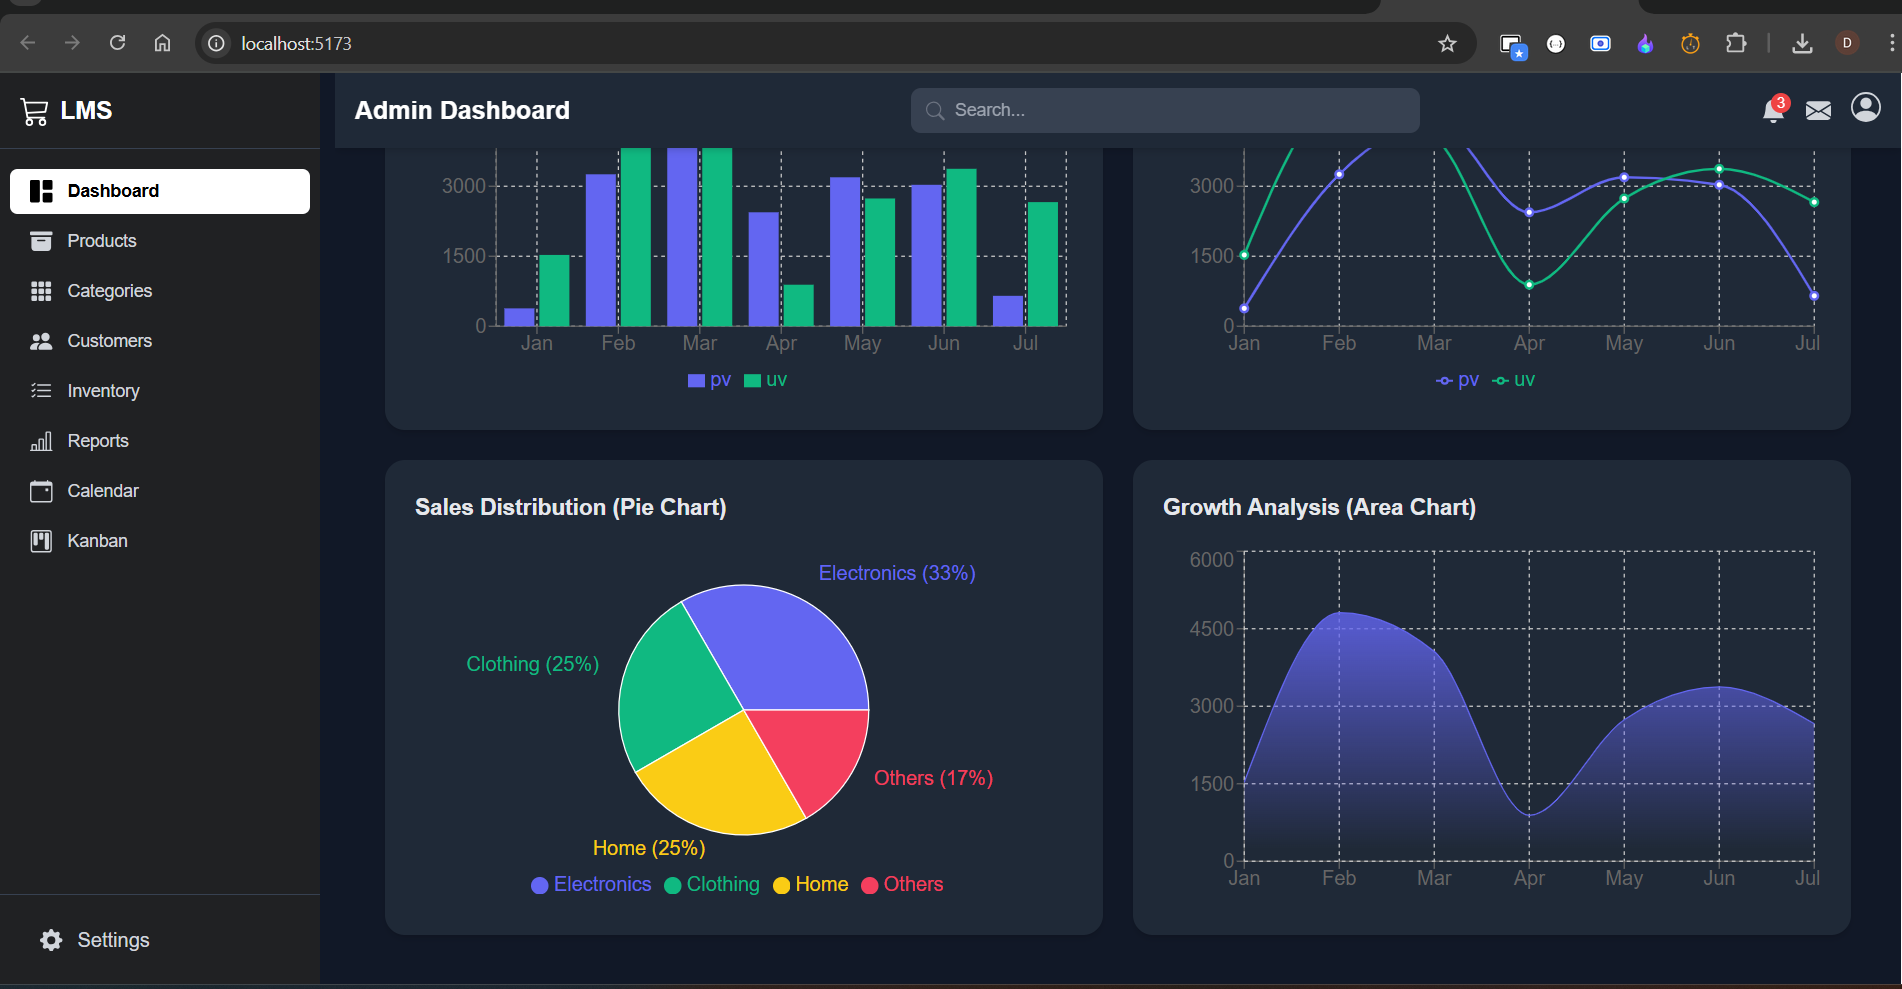 localhost:5173
D
LMS
Admin Dashboard
Search...
3
Dashboard
Products
Categories
Customers
Inventory
Reports
Calendar
Kanban
Settings
3000
1500
0
Jan Feb Mar Apr May Jun Jul
pv uv
3000
1500
0
Jan Feb Mar Apr May Jun Jul
pv uv
Sales Distribution (Pie Chart)
Electronics (33%)
Clothing (25%)
Others (17%)
Home (25%)
Electronics Clothing Home Others
Growth Analysis (Area Chart)
6000
4500
3000
1500
0
Jan Feb Mar Apr May Jun Jul